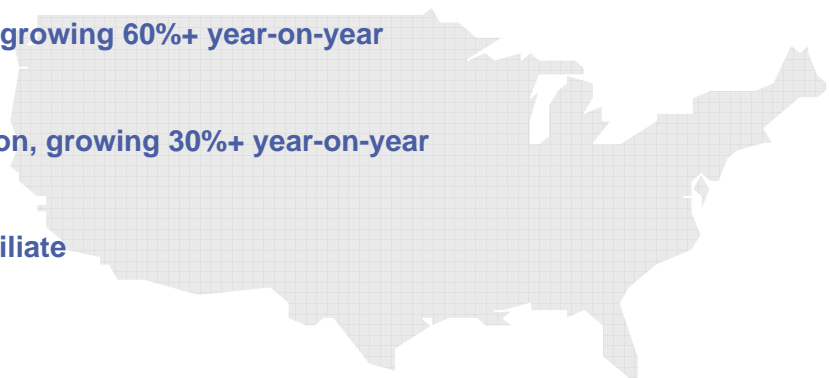 growing 60%+ year-on-year
on, growing 30%+ year-on-year
iliate